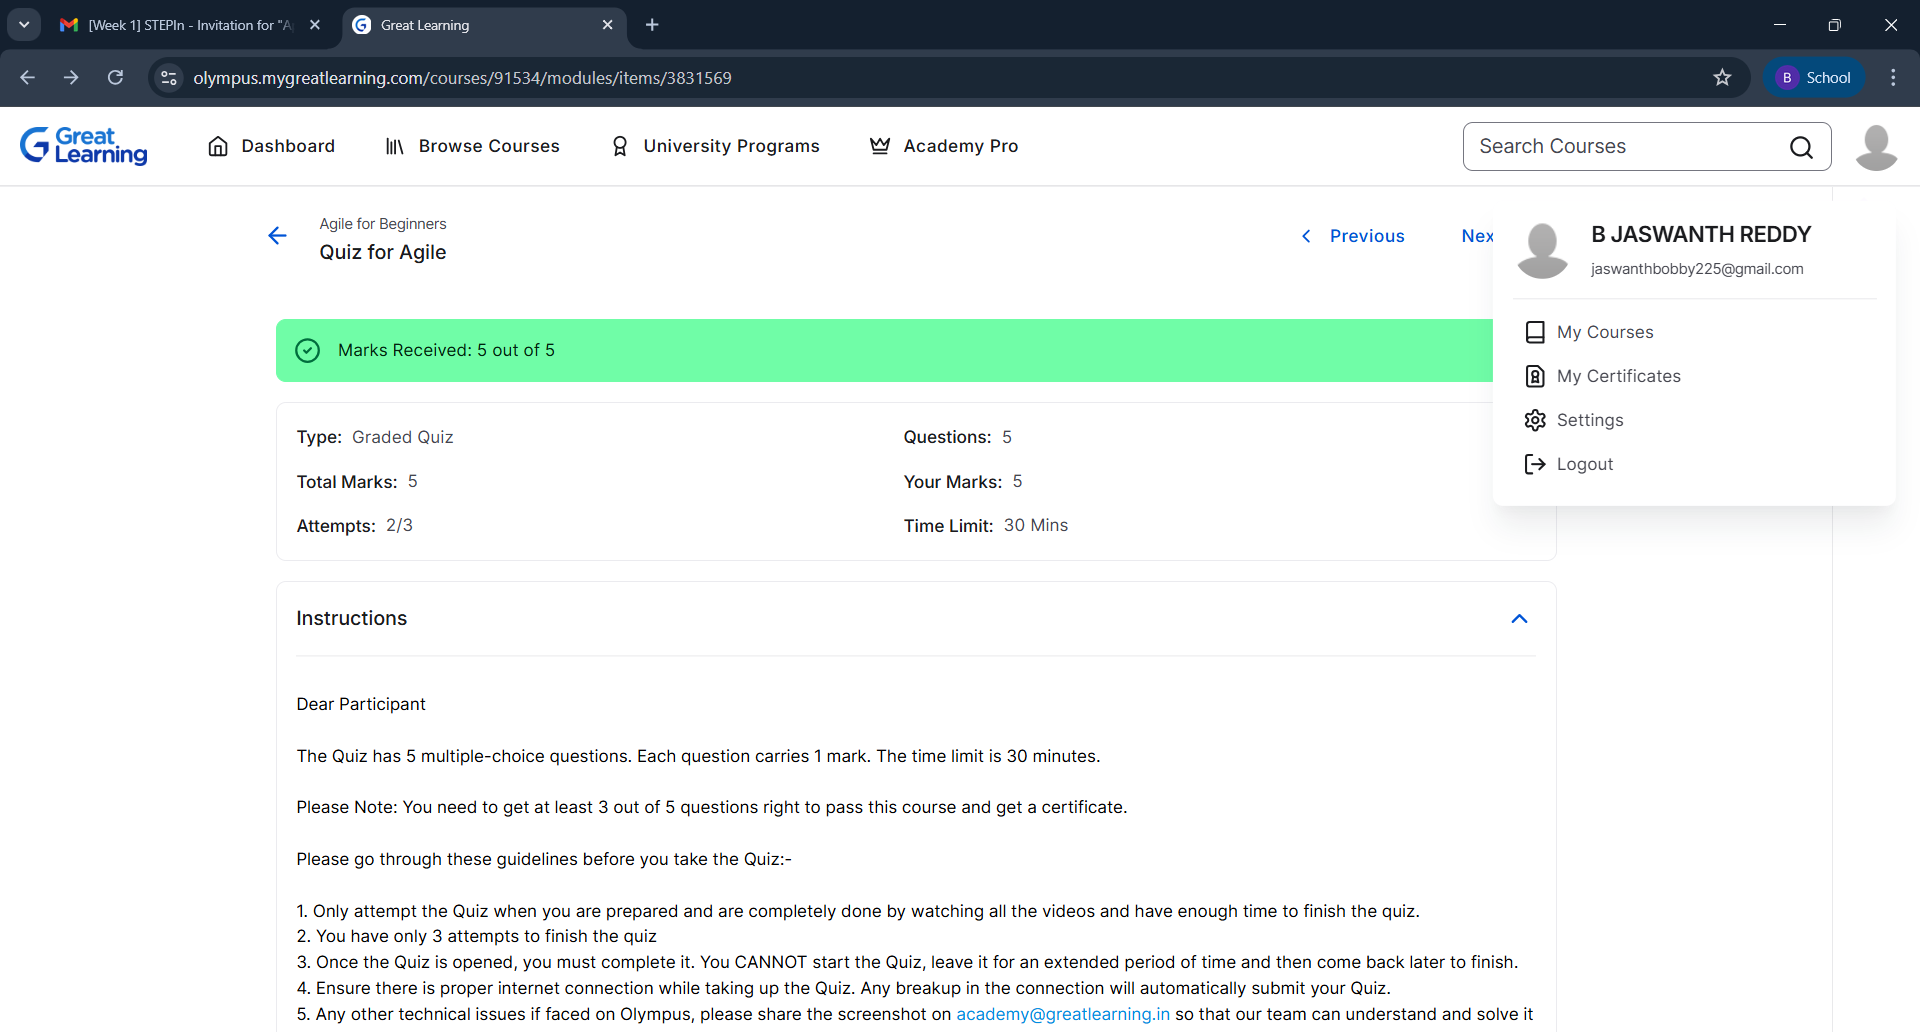 [Week 1] STEPIn - Invitation for "A
Great Learning
olympus.mygreatlearning.com/courses/91534/modules/items/3831569
B School
Great Learning
Dashboard
Browse Courses
University Programs
Academy Pro
Search Courses
Agile for Beginners
Quiz for Agile
Previous
Nex
B JASWANTH REDDY
jaswanthbobby225@gmail.com
My Courses
My Certificates
Settings
Logout
Marks Received: 5 out of 5
Type: Graded Quiz
Questions: 5
Total Marks: 5
Your Marks: 5
Attempts: 2/3
Time Limit: 30 Mins
Instructions
Dear Participant
The Quiz has 5 multiple-choice questions. Each question carries 1 mark. The time limit is 30 minutes.
Please Note: You need to get at least 3 out of 5 questions right to pass this course and get a certificate.
Please go through these guidelines before you take the Quiz:-
1. Only attempt the Quiz when you are prepared and are completely done by watching all the videos and have enough time to finish the quiz.
2. You have only 3 attempts to finish the quiz
3. Once the Quiz is opened, you must complete it. You CANNOT start the Quiz, leave it for an extended period of time and then come back later to finish.
4. Ensure there is proper internet connection while taking up the Quiz. Any breakup in the connection will automatically submit your Quiz.
5. Any other technical issues if faced on Olympus, please share the screenshot on academy@greatlearning.in so that our team can understand and solve it